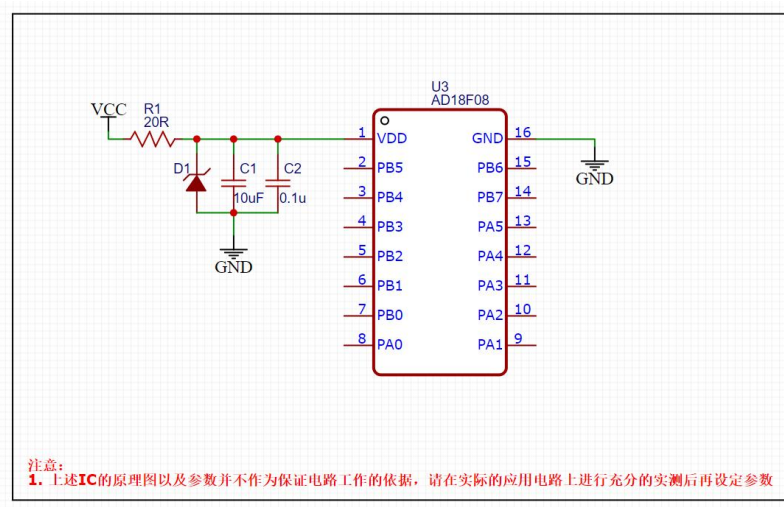 U3
AD18F08
VCC
R1
20R
D1
C1
10uF
C2
0.1u
GND
1 VDD
2 PB5
3 PB4
4 PB3
5 PB2
6 PB1
7 PB0
8 PA0
GND 16
PB6 15
PB7 14
PA5 13
PA4 12
PA3 11
PA2 10
PA1 9
GND
注意：
1. 上述IC的原理图以及参数并不作为保证电路工作的依据，请在实际的应用电路上进行充分的实测后再设定参数